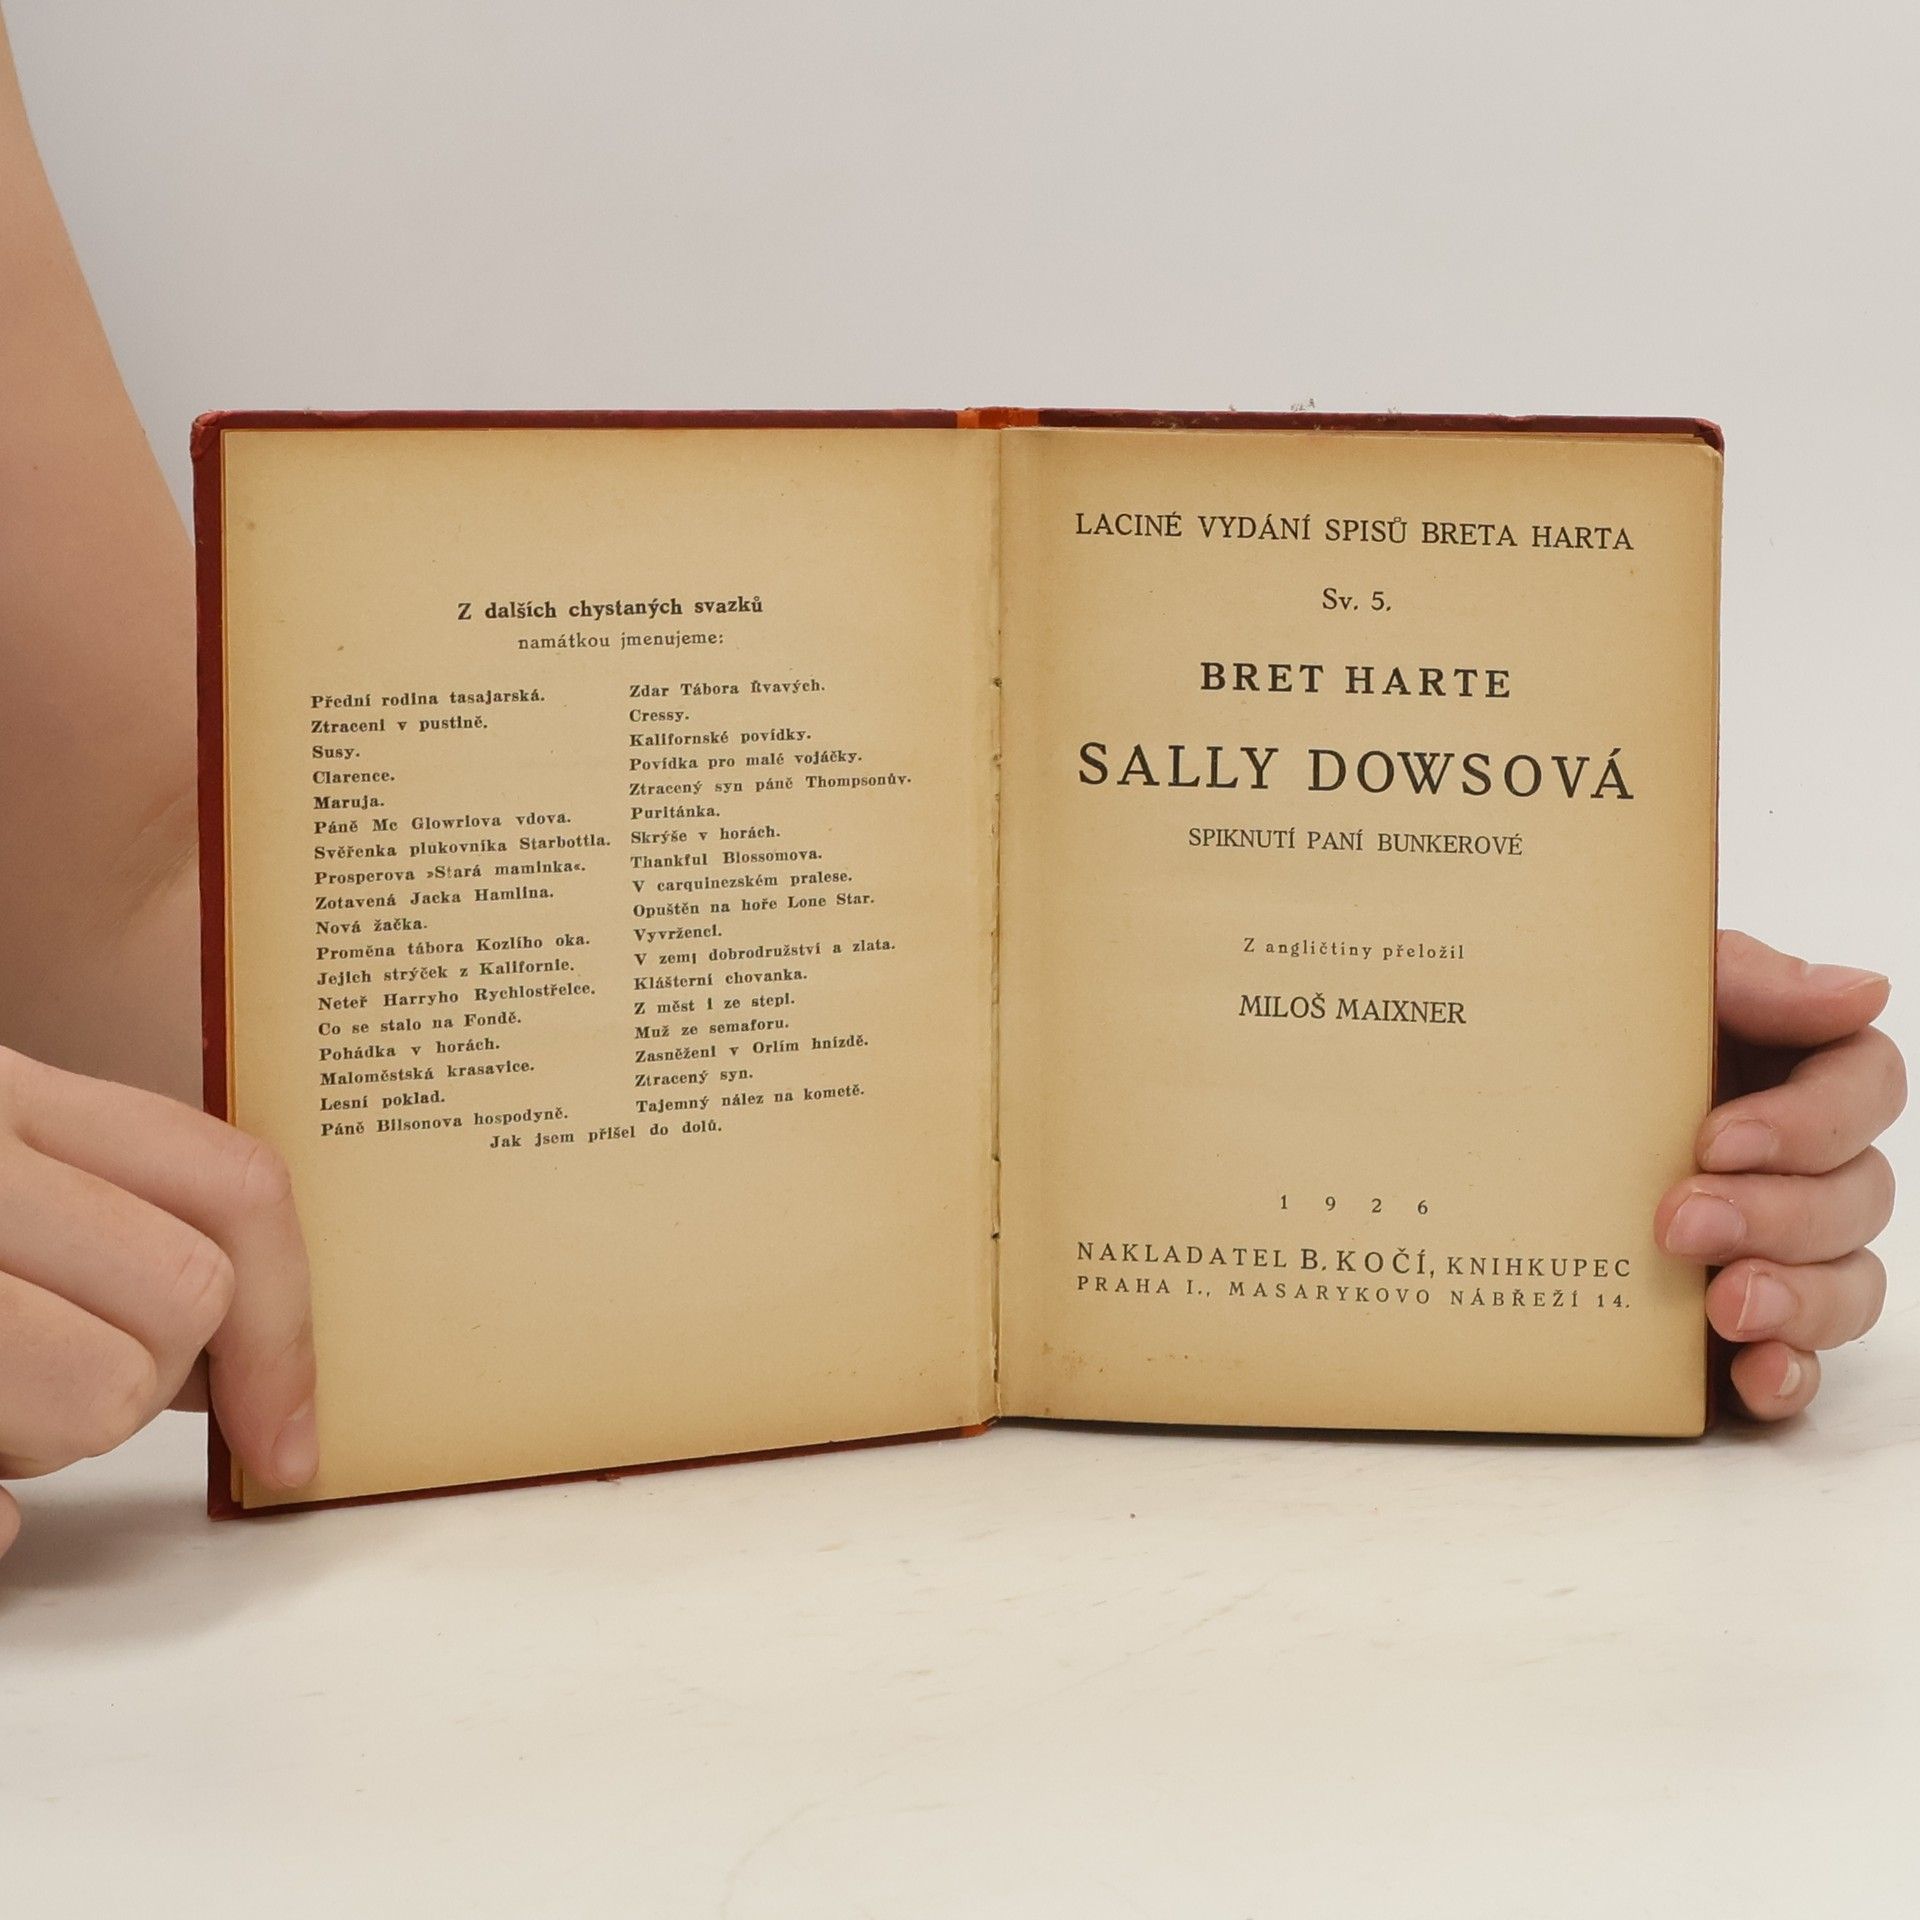 Z dalších chystaných svazků
namátkou jmenujeme:
Přední rodina tasajarská.
Ztraceni v pustině.
Susy.
Clarence.
Maruja.
Páně Mc Glowriova vdova.
Svěřenka plukovníka Starbottla.
Prosperova »Stará maminka«.
Zotavená Jacka Hamlina.
Nová žačka.
Proměna tábora Kozlího oka.
Jejich strýček z Kalifornie.
Neteř Harryho Rychlostřelce.
Co se stalo na Fondě.
Pohádka v horách.
Maloměstská krasavice.
Lesní poklad.
Páně Bilsonova hospodyně.
Zdar Tábora Řvavých.
Cressy.
Kalifornské povídky.
Povídka pro malé vojáčky.
Ztracený syn páně Thompsonův.
Puritánka.
Skrýše v horách.
Thankful Blossomova.
V carquinezském pralese.
Opuštěn na hoře Lone Star.
Vyvrženci.
V zemi dobrodružství a zlata.
Klášterní chovanka.
Z měst i ze stepi.
Muž ze semaforu.
Zasněženi v Orlím hnízdě.
Ztracený syn.
Tajemný nález na kometě.
Jak jsem přišel do dolů.
LACINÉ VYDÁNÍ SPISŮ BRETA HARTA
Sv. 5.
BRET HARTE
SALLY DOWSOVÁ
SPIKNUTÍ PANÍ BUNKEROVÉ
Z angličtiny přeložil
MILOŠ MAIXNER
1926
NAKLADATEL B. KOČÍ, KNIHKUPEC
PRAHA I., MASARYKOVO NÁBŘEŽÍ 14.